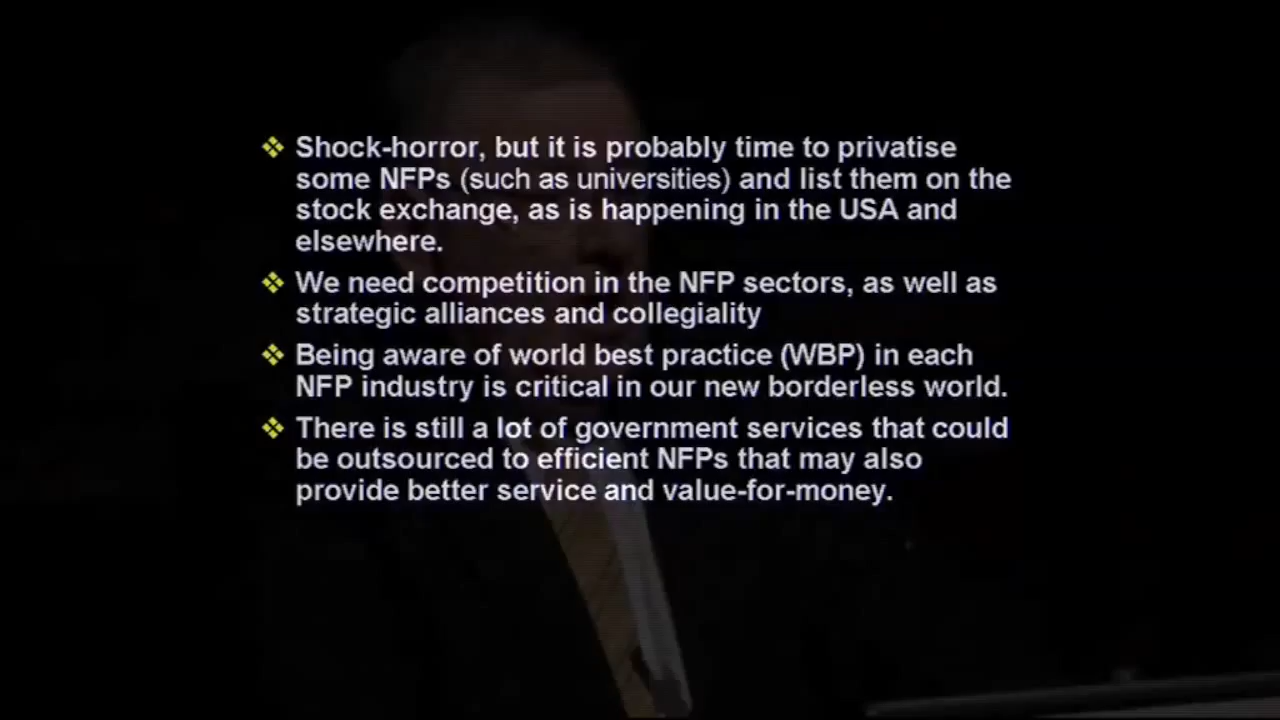 Shock-horror, but it is probably time to privatise
some NFPs (such as universities) and list them on the
stock exchange, as is happening in the USA and
elsewhere.
We need competition in the NFP sectors, as well as
strategic alliances and collegiality
Being aware of world best practice (WBP) in each
NFP industry is critical in our new borderless world.
There is still a lot of government services that could
be outsourced to efficient NFPs that may also
provide better service and value-for-money.